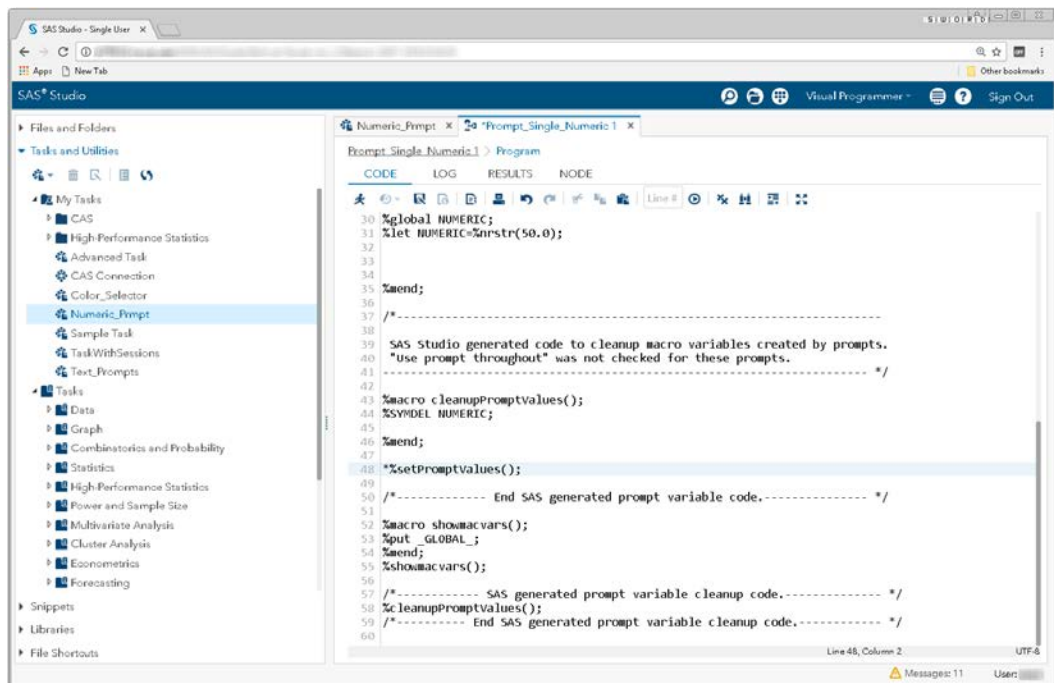 SAS Studio - Single User
Apps New Tab
Other bookmarks
SAS® Studio
Visual Programmer
Sign Out
Files and Folders
Tasks and Utilities
My Tasks
CAS
High-Performance Statistics
Advanced Task
CAS Connection
Color_Selector
Numeric_Prmpt
Sample Task
TaskWithSessions
Text_Prompts
Tasks
Data
Graph
Combinatorics and Probability
Statistics
High-Performance Statistics
Power and Sample Size
Multivariate Analysis
Cluster Analysis
Econometrics
Forecasting
Snippets
Libraries
File Shortcuts
Numeric_Prmpt
*Prompt_Single_Numeric 1
Prompt_Single_Numeric 1 > Program
CODE LOG RESULTS NODE
Line #
30 %global NUMERIC;
31 %let NUMERIC=%nrstr(50.0);
32
33
34
35 %mend;
36
37 /*----------------------------------------------------------------------
38
39 SAS Studio generated code to cleanup macro variables created by prompts.
40 "Use prompt throughout" was not checked for these prompts.
41 ---------------------------------------------------------------------- */
42
43 %macro cleanupPromptValues();
44 %SYMDEL NUMERIC;
45
46 %mend;
47
48 *%setPromptValues();
49
50 /*------------- End SAS generated prompt variable code.--------------- */
51
52 %macro showmacvars();
53 %put _GLOBAL_;
54 %mend;
55 %showmacvars();
56
57 /*------------ SAS generated prompt variable cleanup code.-------------- */
58 %cleanupPromptValues();
59 /*---------- End SAS generated prompt variable cleanup code.------------ */
60
Line 48, Column 2
UTF-8
Messages: 11
User: